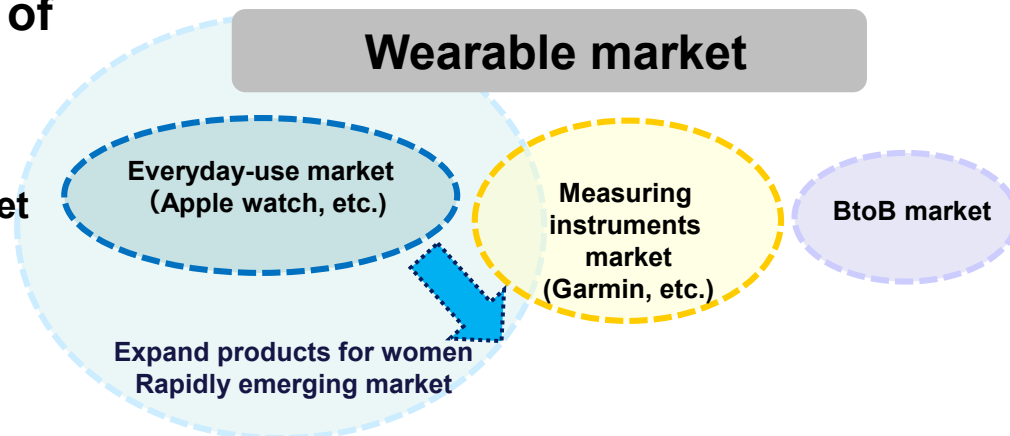 of
Wearable market
Everyday-use market
（Apple watch, etc.)
et
Measuring
instruments
market
(Garmin, etc.)
BtoB market
Expand products for women
Rapidly emerging market